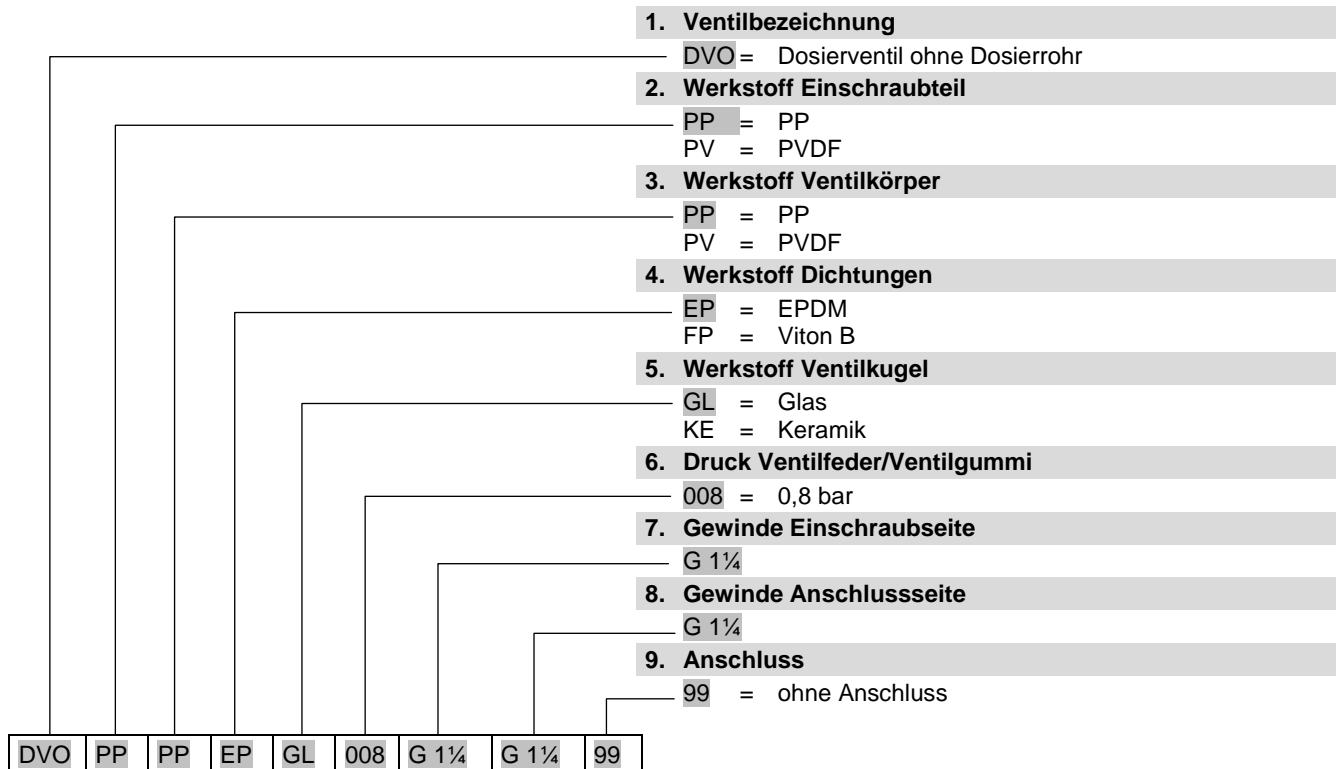 1. Ventilbezeichnung
DVO = Dosierventil ohne Dosierrohr
2. Werkstoff Einschraubteil
PP = PP
PV = PVDF
3. Werkstoff Ventilkörper
PP = PP
PV = PVDF
4. Werkstoff Dichtungen
EP = EPDM
FP = Viton B
5. Werkstoff Ventilkugel
GL = Glas
KE = Keramik
6. Druck Ventilfeder/Ventilgummi
008 = 0,8 bar
7. Gewinde Einschraubseite
G 1¼
8. Gewinde Anschlussseite
G 1¼
9. Anschluss
99 = ohne Anschluss
DVO PP PP EP GL 008 G 1¼ G 1¼ 99